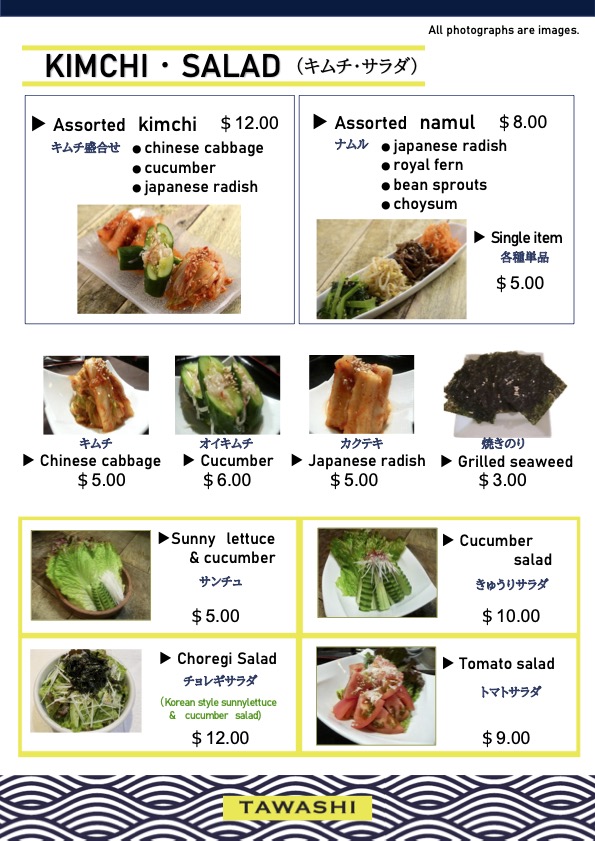 All photographs are images.
KIMCHI・SALAD (キムチ・サラダ)
▶ Assorted kimchi $12.00
キムチ盛合せ
● chinese cabbage
● cucumber
● japanese radish
▶ Assorted namul $8.00
ナムル
● japanese radish
● royal fern
● bean sprouts
● choysum
▶ Single item
各種単品
$5.00
キムチ
▶ Chinese cabbage
$5.00
オイキムチ
▶ Cucumber
$6.00
カクテキ
▶ Japanese radish
$5.00
焼きのり
▶ Grilled seaweed
$3.00
▶Sunny lettuce
& cucumber
サンチュ
$5.00
▶ Cucumber
salad
きゅうりサラダ
$10.00
▶ Choregi Salad
チョレギサラダ
(Korean style sunnylettuce
& cucumber salad)
$12.00
▶ Tomato salad
トマトサラダ
$9.00
TAWASHI